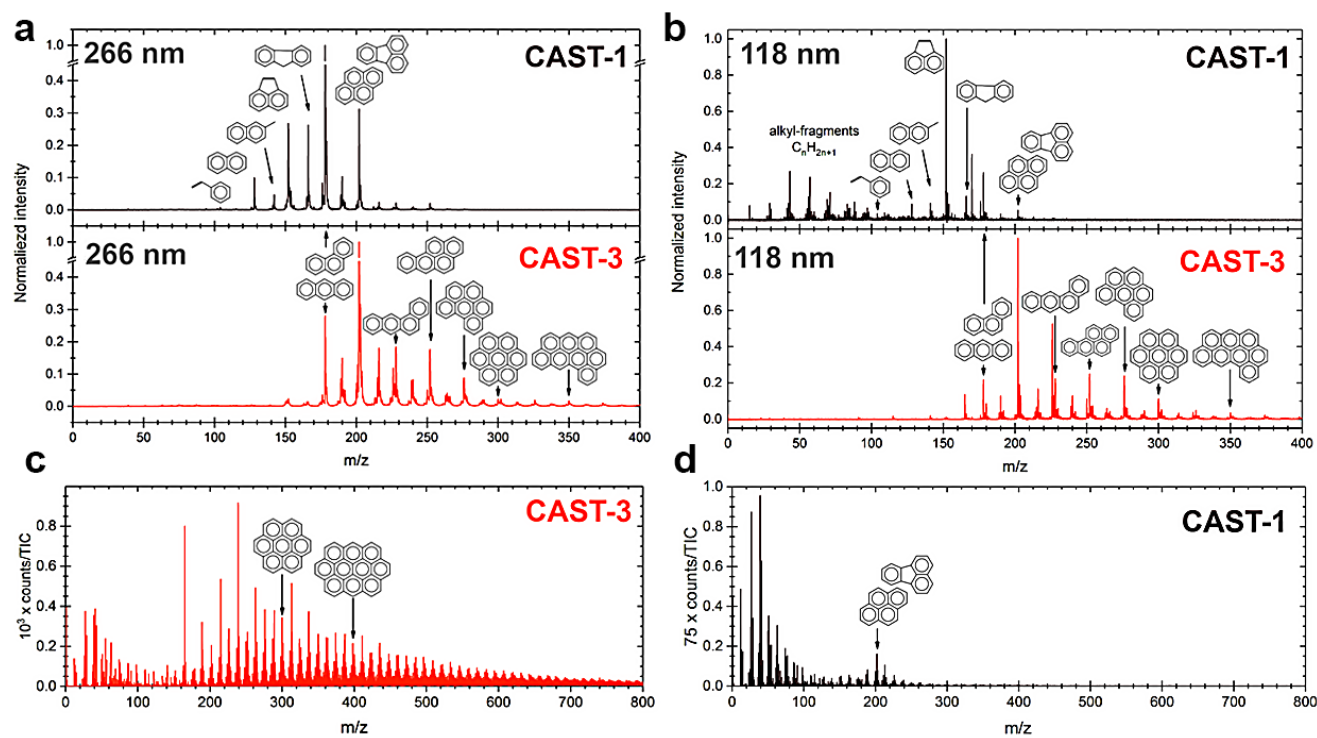 a
266 nm
CAST-1
1.0
0.4
0.3
0.2
0.1
0.0
Normaliezd intensity
266 nm
CAST-3
1.0
0.4
0.3
0.2
0.1
0.0
0 50 100 150 200 250 300 350 400
m/z
b
118 nm
CAST-1
1.0
0.8
0.6
0.4
0.2
0.0
alkyl-fragments
CnH2n+1
Normalized intensity
118 nm
CAST-3
1.0
0.8
0.6
0.4
0.2
0.0
0 50 100 150 200 250 300 350 400
m/z
c
CAST-3
0.8
0.6
0.4
0.2
0.0
10³ x counts/TIC
0 100 200 300 400 500 600 700 800
m/z
d
CAST-1
1.0
0.8
0.6
0.4
0.2
0.0
75 x counts/TIC
0 100 200 300 400 500 600 700 800
m/z